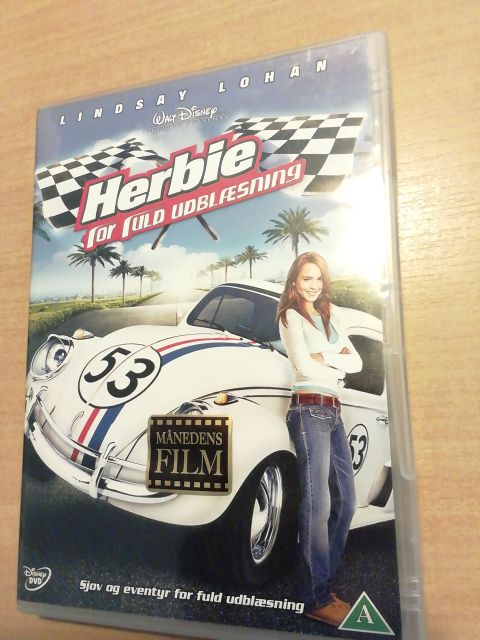 LINDSAY LOHAN
WALT DISNEY
Herbie
FOR FULD UDBLÆSNING
53
53
MÅNEDENS
FILM
DISNEY
DVD
Sjov og eventyr for fuld udblæsning
A